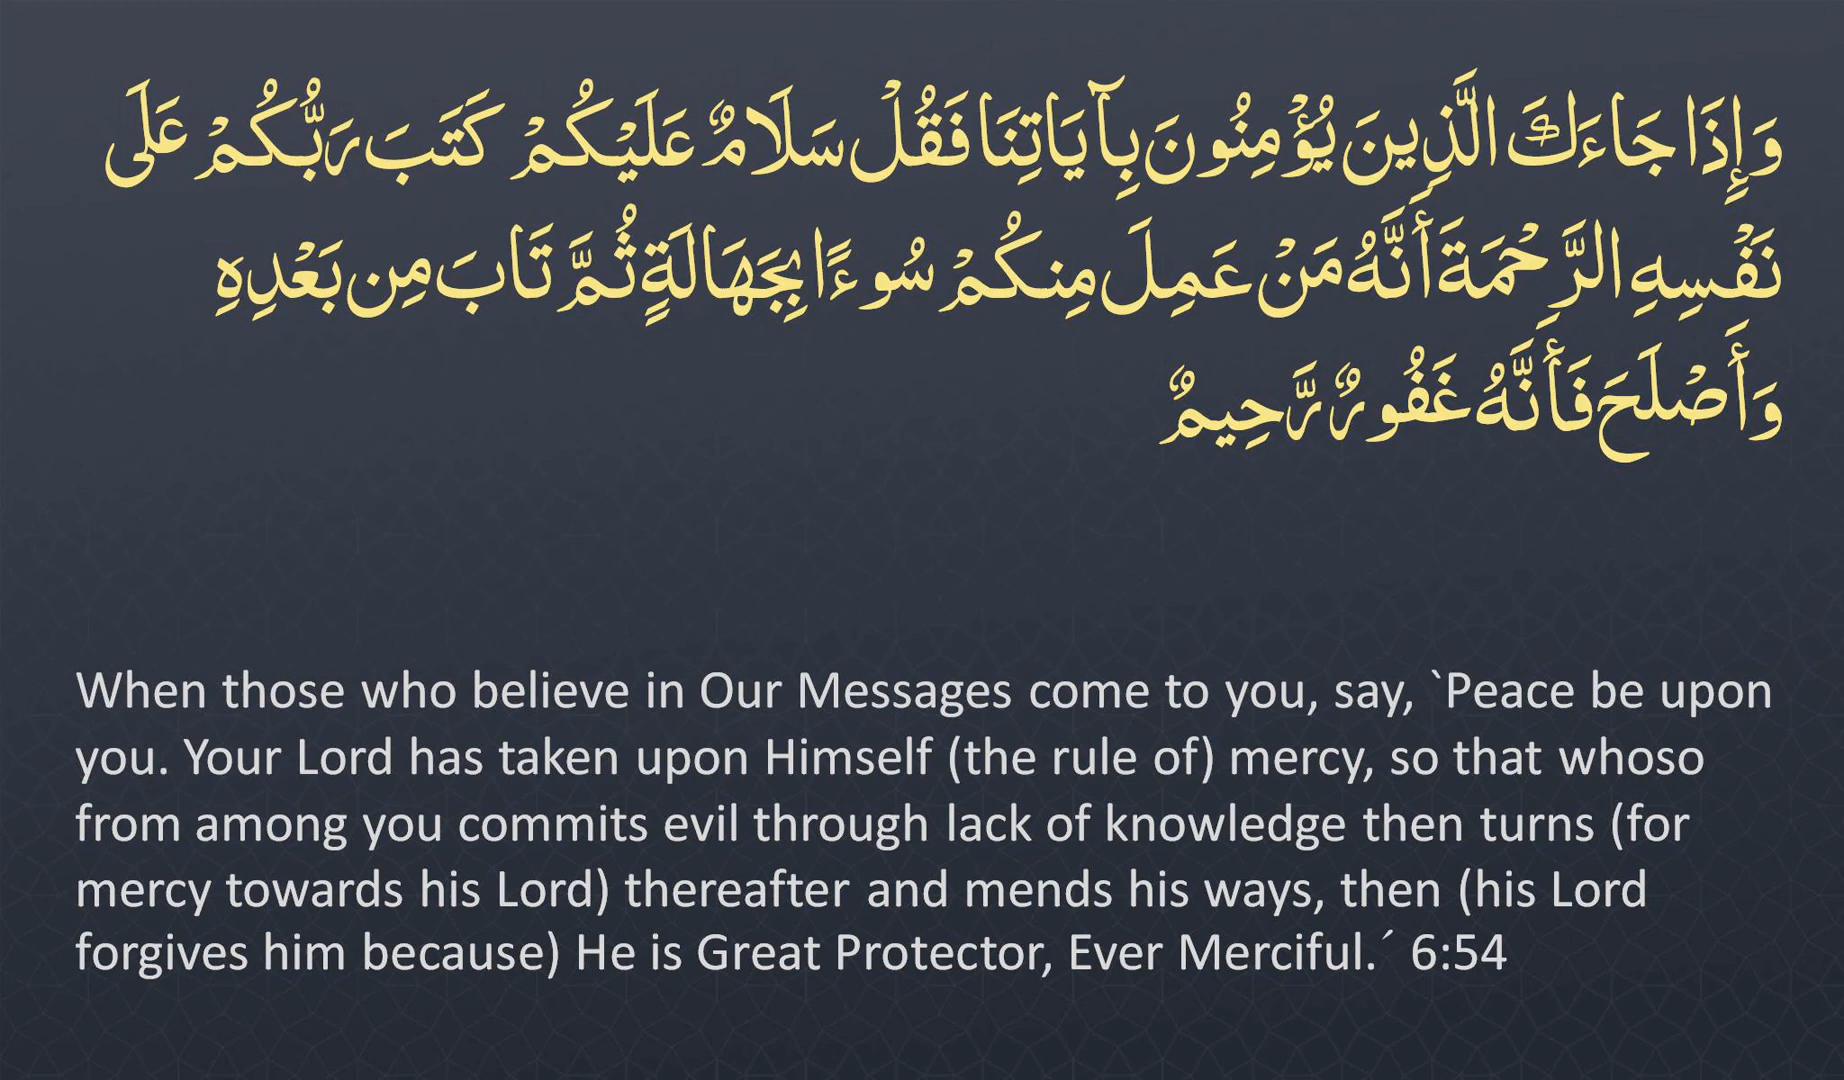 وَإِذَا جَاءَكَ الَّذِينَ يُؤْمِنُونَ بِآيَاتِنَا فَقُلْ سَلَامٌ عَلَيْكُمْ كَتَبَ رَبُّكُمْ عَلَى
نَفْسِهِ الرَّحْمَةَ أَنَّهُ مَنْ عَمِلَ مِنكُمْ سُوءًا بِجَهَالَةٍ ثُمَّ تَابَ مِن بَعْدِهِ
وَأَصْلَحَ فَأَنَّهُ غَفُورٌ رَّحِيمٌ
When those who believe in Our Messages come to you, say, `Peace be upon
you. Your Lord has taken upon Himself (the rule of) mercy, so that whoso
from among you commits evil through lack of knowledge then turns (for
mercy towards his Lord) thereafter and mends his ways, then (his Lord
forgives him because) He is Great Protector, Ever Merciful.´ 6:54